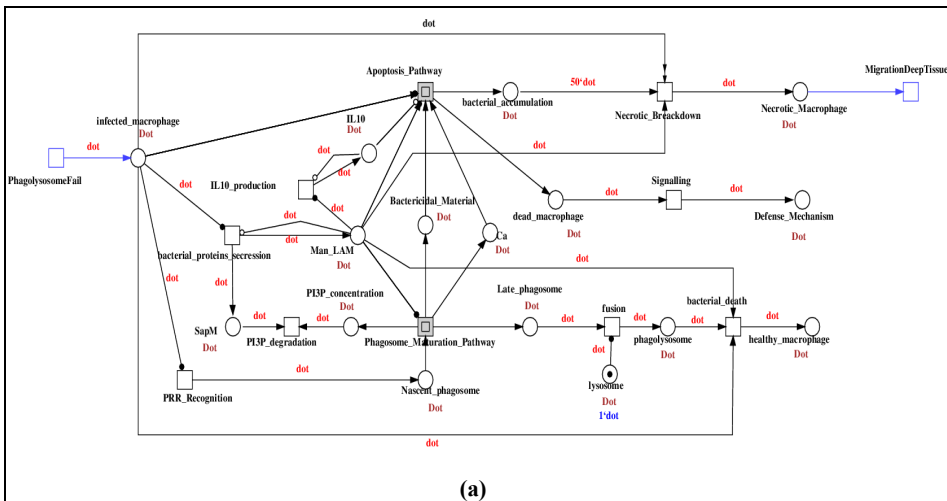 dot
Apoptosis_Pathway
MigrationDeepTissue
50'dot
dot
bacterial_accumulation
Dot
Necrotic_Breackdown
Necrotic_Macrophage
Dot
infected_macrophage
Dot
IL10
Dot
dot
PhagolysosomeFail
dot
dot
IL10_production
dot
dot
Bactericidal_Material
Dot
dot
Signalling
dot
dot
dead_macrophage
Dot
Defense_Mechanism
Dot
dot
dot
bacterial_proteins_secression
Man_LAM
Dot
Ca
Dot
dot
dot
dot
PI3P_concentration
Dot
Late_phagosome
Dot
fusion
bacterial_death
SapM
Dot
dot
dot
PI3P_degradation
Phagosome_Maturation_Pathway
dot
dot
phagolysosome
Dot
dot
dot
healthy_macrophage
Dot
dot
PRR_Recognition
dot
Nascent_phagosome
Dot
lysosome
Dot
1'dot
dot
(a)